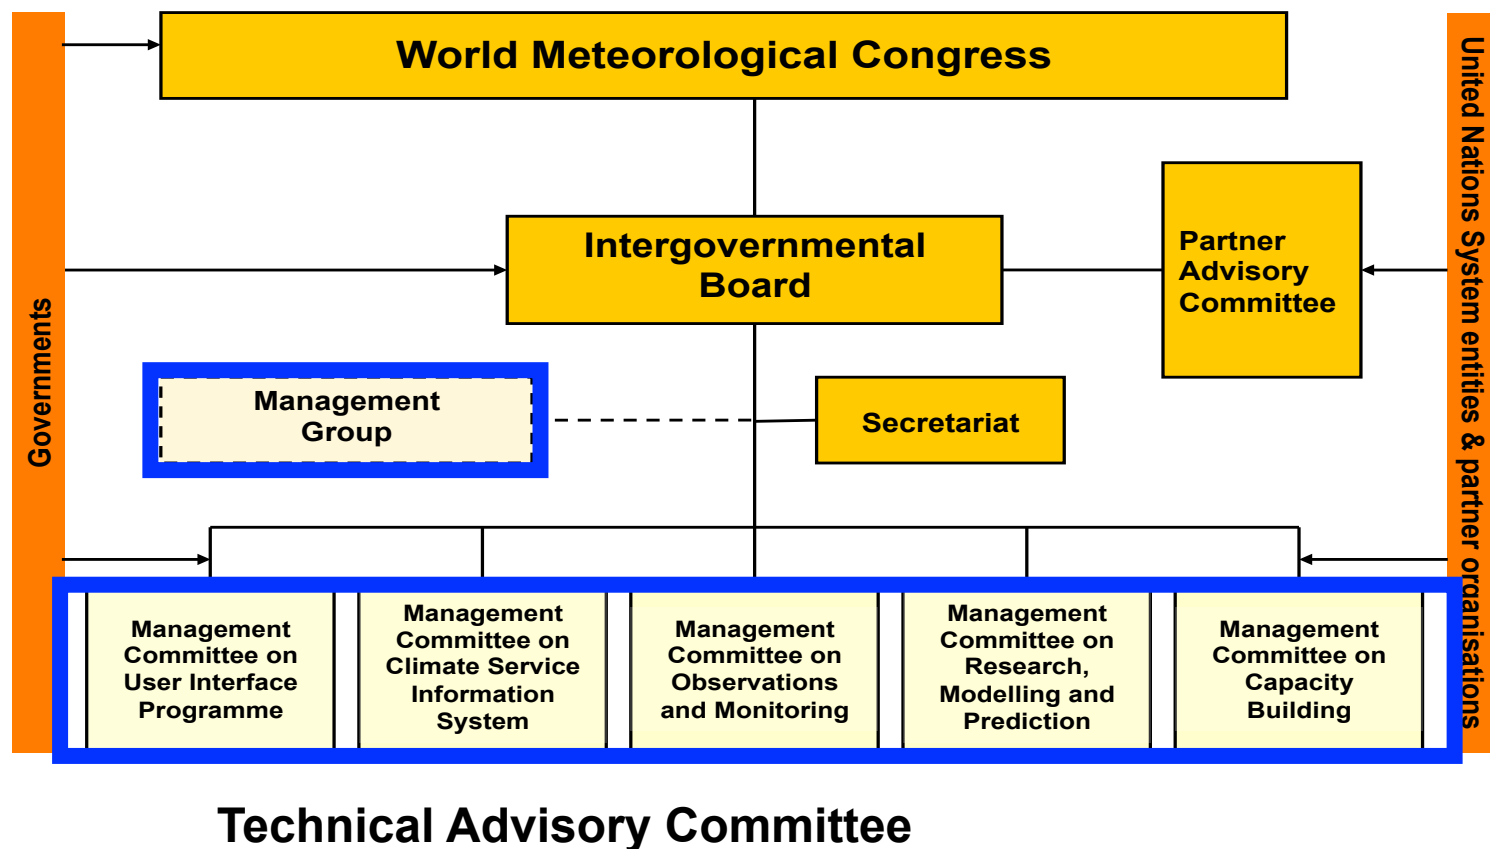 World Meteorological Congress
Governments
United Nations System entities & partner organisations
Intergovernmental
Board
Partner
Advisory
Committee
Management
Group
Secretariat
Management
Committee on
User Interface
Programme
Management
Committee on
Climate Service
Information
System
Management
Committee on
Observations
and Monitoring
Management
Committee on
Research,
Modelling and
Prediction
Management
Committee on
Capacity
Building
Technical Advisory Committee